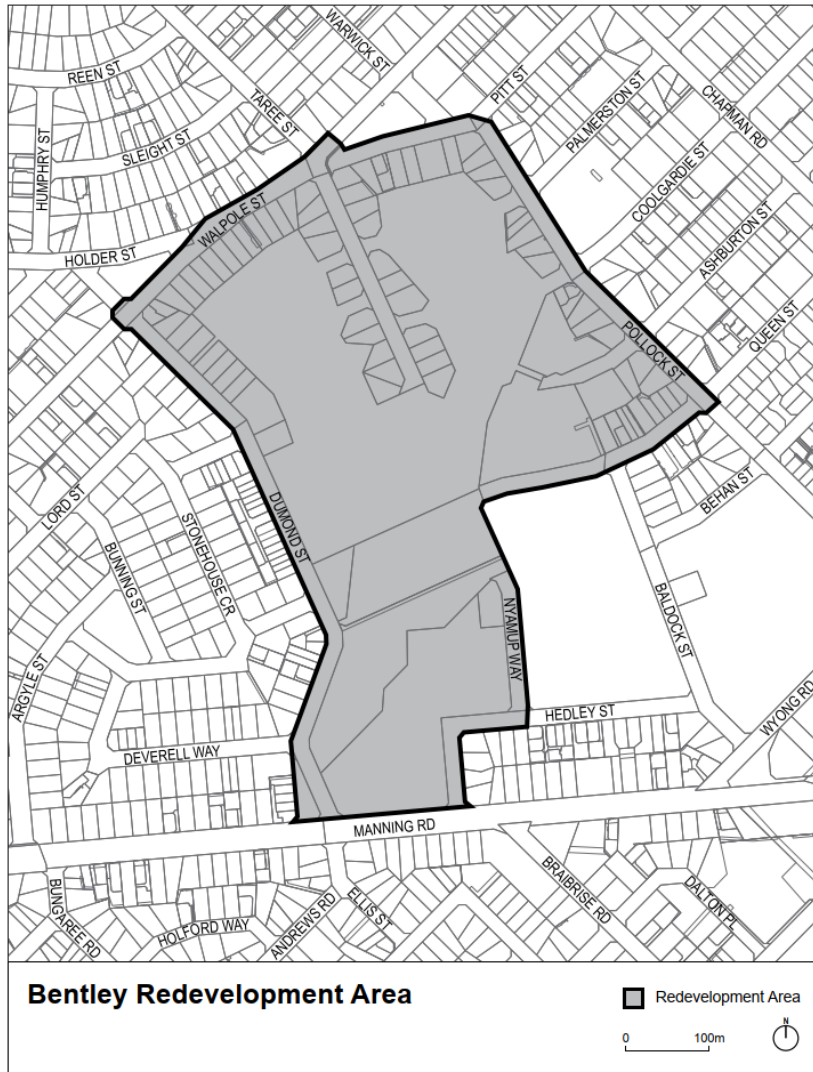 WARWICK ST
REEN ST
TAREE ST
PITT ST
PALMERSTON ST
CHAPMAN RD
SLEIGHT ST
HUMPHRY ST
COOLGARDIE ST
WALPOLE ST
ASHBURTON ST
HOLDER ST
QUEEN ST
POLLOCK ST
LORD ST
DUMOND ST
STONEHOUSE CR
BEHAN ST
BUNNING ST
BALDOCK ST
NYAMUP WAY
ARGYLE ST
HEDLEY ST
WYONG RD
DEVERELL WAY
MANNING RD
BRAIBRISE RD
BUNGAREE RD
ELLIS ST
DALTON PL
ANDREWS RD
HOLFORD WAY
Bentley Redevelopment Area
Redevelopment Area
N
0 100m